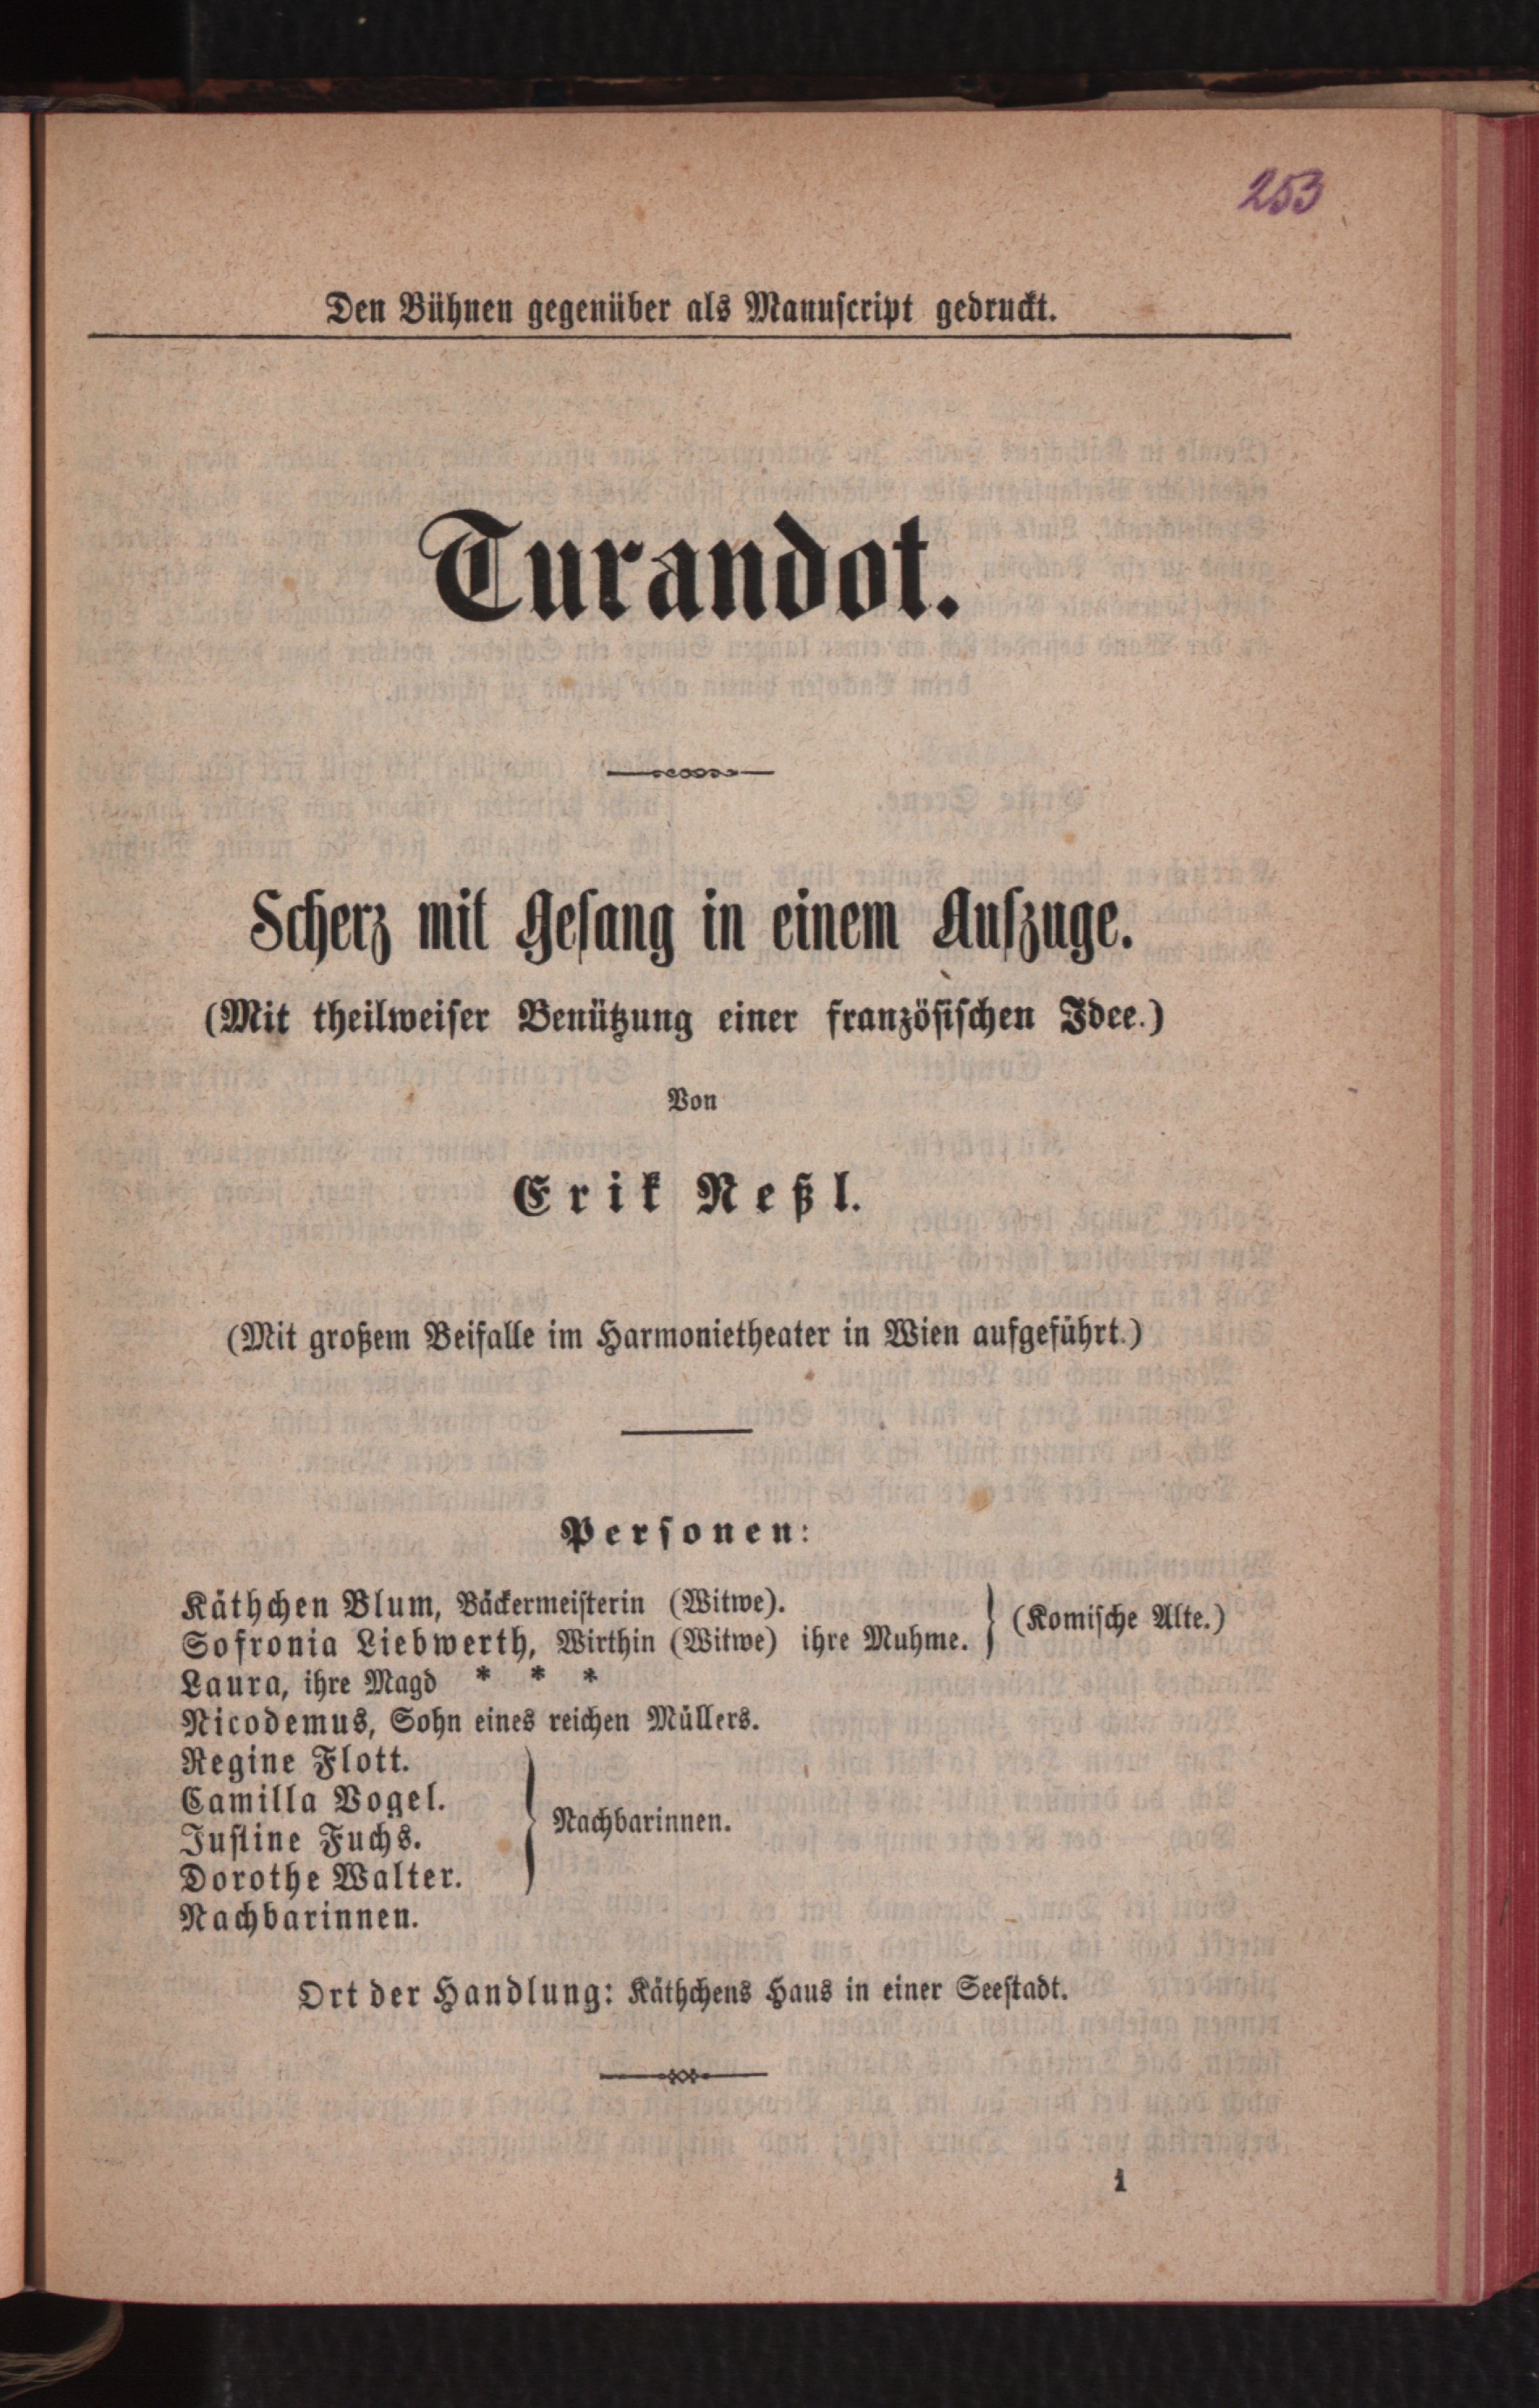 253
Den Bühnen gegenüber als Manuscript gedruckt.
Turandot.
Scherz mit Gesang in einem Aufzuge.
(Mit theilweiser Benützung einer französischen Idee.)
Von
Erik Neßl.
(Mit großem Beifalle im Harmonietheater in Wien aufgeführt.)
Personen:
Käthchen Blum, Bäckermeisterin (Witwe).
Sofronia Liebwerth, Wirthin (Witwe) ihre Muhme. } (Komische Alte.)
Laura, ihre Magd * * *
Nicodemus, Sohn eines reichen Müllers.
Regine Flott.
Camilla Vogel.
Justine Fuchs.
Dorothe Walter.
} Nachbarinnen.
Nachbarinnen.
Ort der Handlung: Käthchens Haus in einer Seestadt.
1